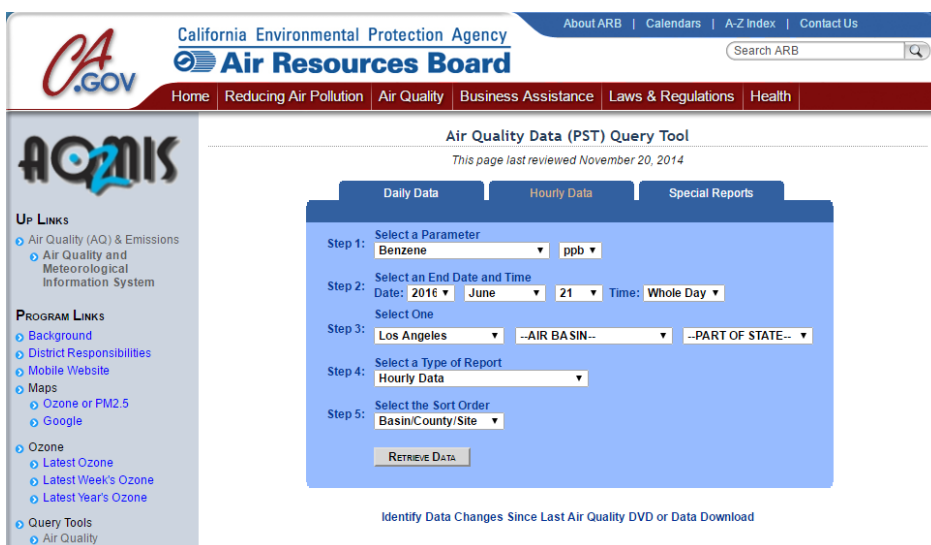 About ARB | Calendars | A-Z Index | Contact Us
CA.GOV
California Environmental Protection Agency
Air Resources Board
Search ARB
Home Reducing Air Pollution Air Quality Business Assistance Laws & Regulations Health
AQMIS2
Air Quality Data (PST) Query Tool
This page last reviewed November 20, 2014
Daily Data Hourly Data Special Reports
UP LINKS
Air Quality (AQ) & Emissions
Air Quality and
Meteorological
Information System
PROGRAM LINKS
Background
District Responsibilities
Mobile Website
Maps
Ozone or PM2.5
Google
Ozone
Latest Ozone
Latest Week's Ozone
Latest Year's Ozone
Query Tools
Air Quality
Select a Parameter
Step 1: Benzene ppb
Select an End Date and Time
Step 2: Date: 2016 June 21 Time: Whole Day
Select One
Step 3: Los Angeles --AIR BASIN-- --PART OF STATE--
Select a Type of Report
Step 4: Hourly Data
Select the Sort Order
Step 5: Basin/County/Site
RETRIEVE DATA
Identify Data Changes Since Last Air Quality DVD or Data Download